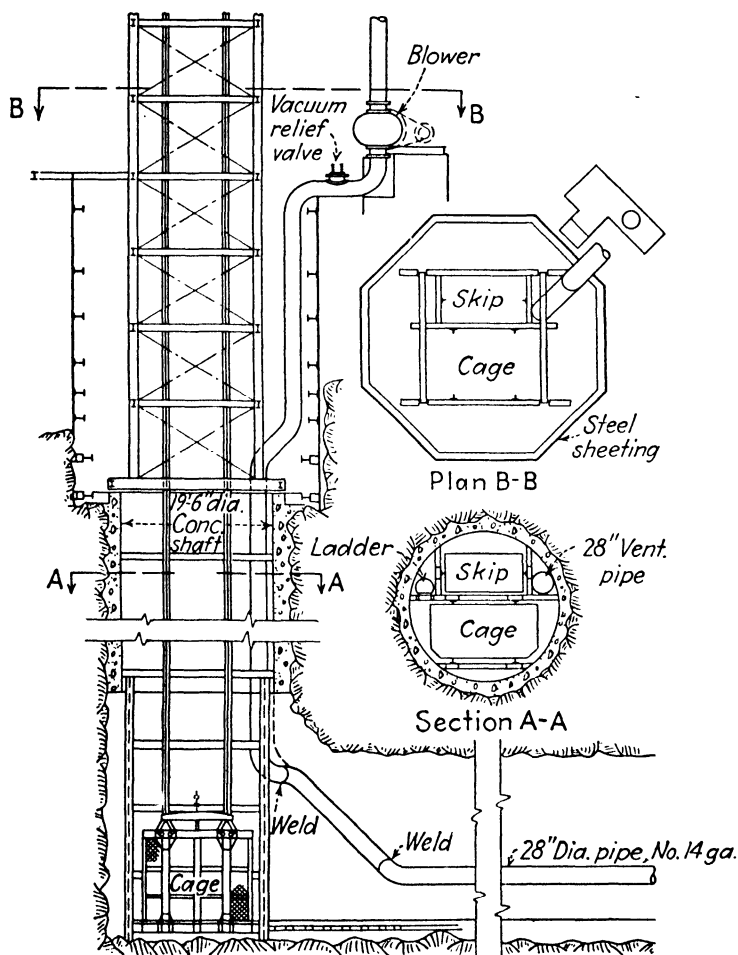 Blower
B
B
Vacuum
relief
valve
Skip
Cage
Steel
sheeting
Plan B-B
19-6" dia.
Conc.
shaft
Ladder
28" Vent.
pipe
A
A
Skip
Cage
Section A-A
Weld
Weld
28" Dia. pipe, No. 14 ga.
Cage